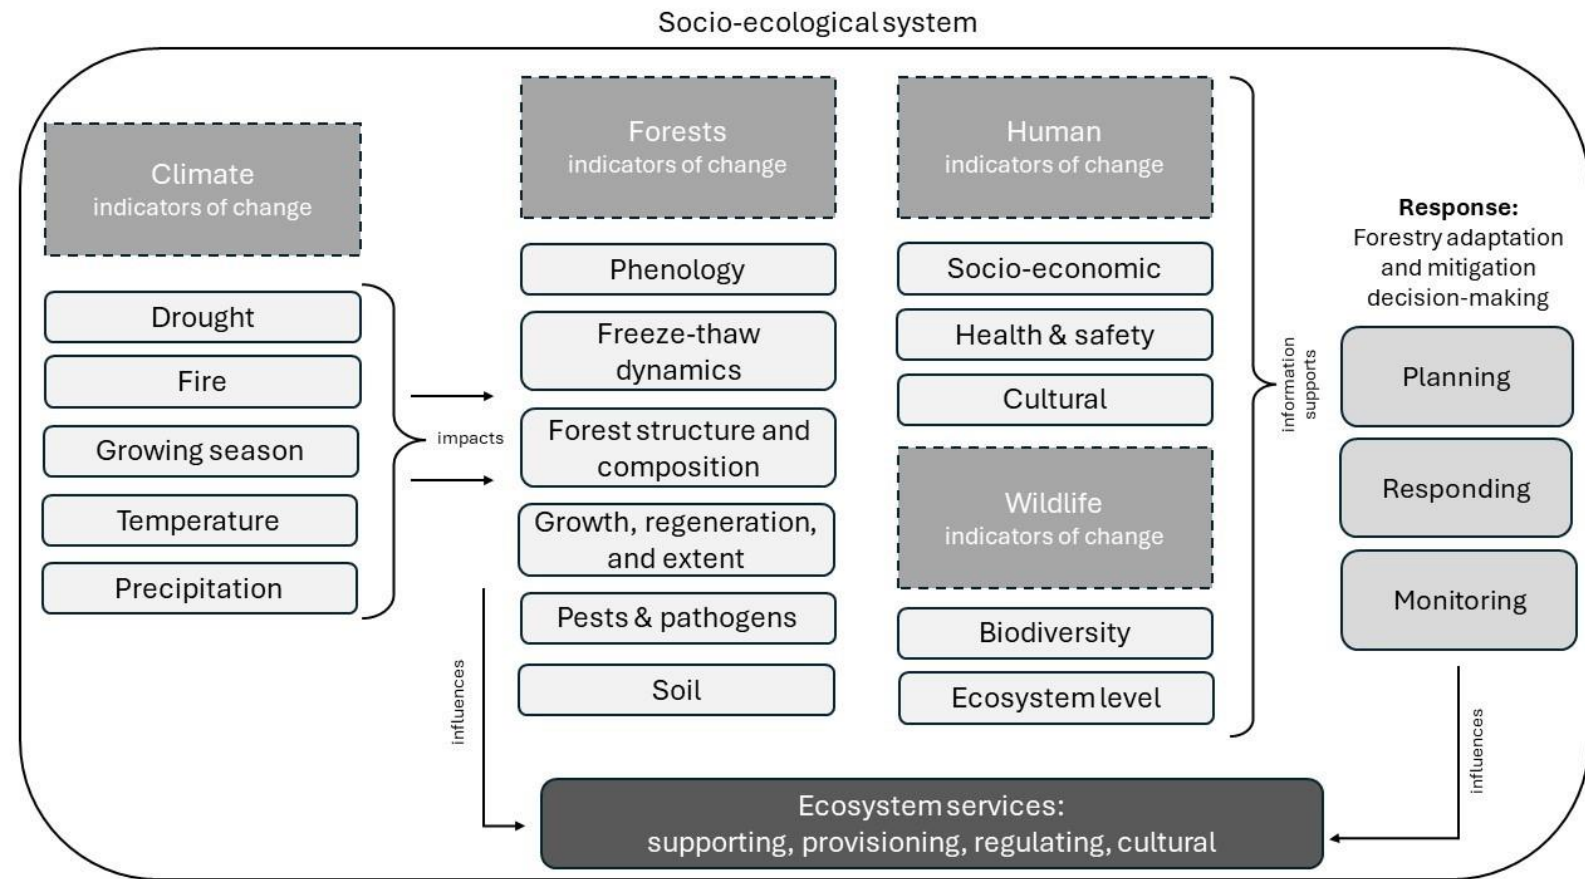 Socio-ecological system
Climate
indicators of change
Drought
Fire
Growing season
Temperature
Precipitation
impacts
influences
Forests
indicators of change
Phenology
Freeze-thaw
dynamics
Forest structure and
composition
Growth, regeneration,
and extent
Pests & pathogens
Soil
Human
indicators of change
Socio-economic
Health & safety
Cultural
Wildlife
indicators of change
Biodiversity
Ecosystem level
information
supports
Response:
Forestry adaptation
and mitigation
decision-making
Planning
Responding
Monitoring
influences
Ecosystem services:
supporting, provisioning, regulating, cultural